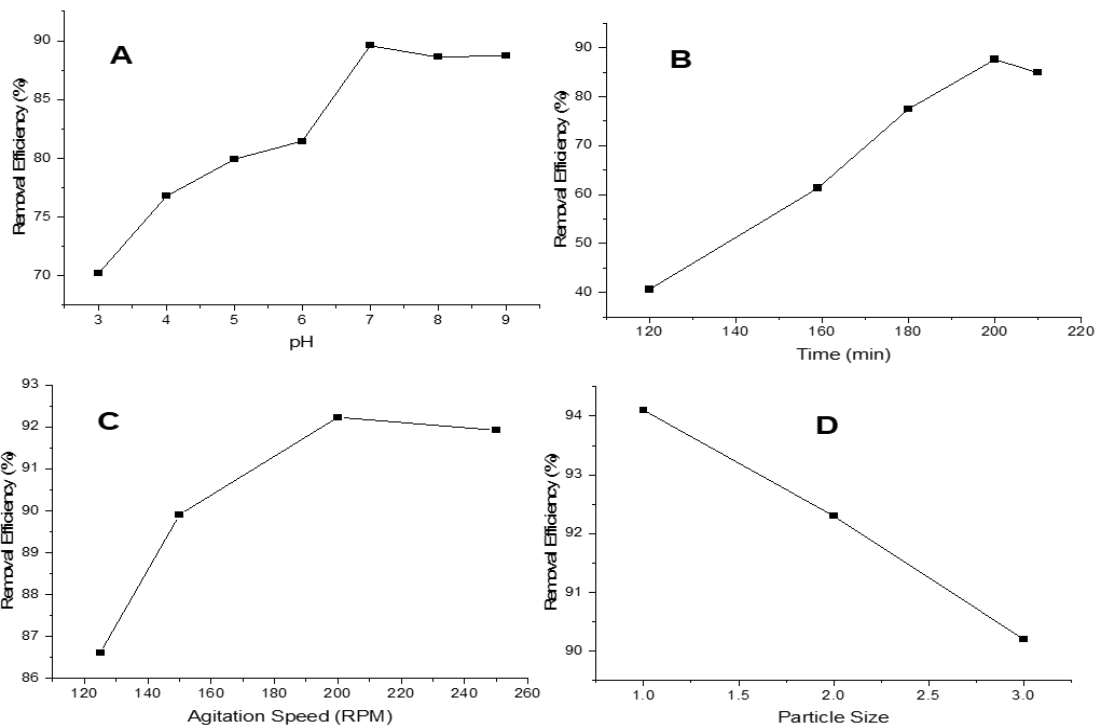 A
Removal Efficiency (%)
90
85
80
75
70
3 4 5 6 7 8 9
pH
B
Removal Efficiency (%)
90
80
70
60
50
40
120 140 160 180 200 220
Time (min)
C
Removal Efficiency (%)
93
92
91
90
89
88
87
86
120 140 160 180 200 220 240 260
Agitation Speed (RPM)
D
Removal Efficiency (%)
94
93
92
91
90
1.0 1.5 2.0 2.5 3.0
Particle Size